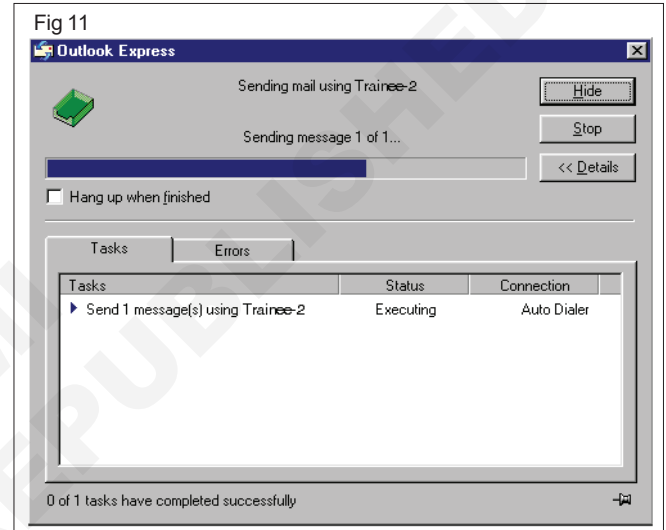 Fig 11
Outlook Express
Sending mail using Trainee-2
Hide
Sending message 1 of 1...
Stop
<< Details
Hang up when finished
Tasks Errors
Tasks Status Connection
Send 1 message(s) using Trainee-2 Executing Auto Dialer
0 of 1 tasks have completed successfully